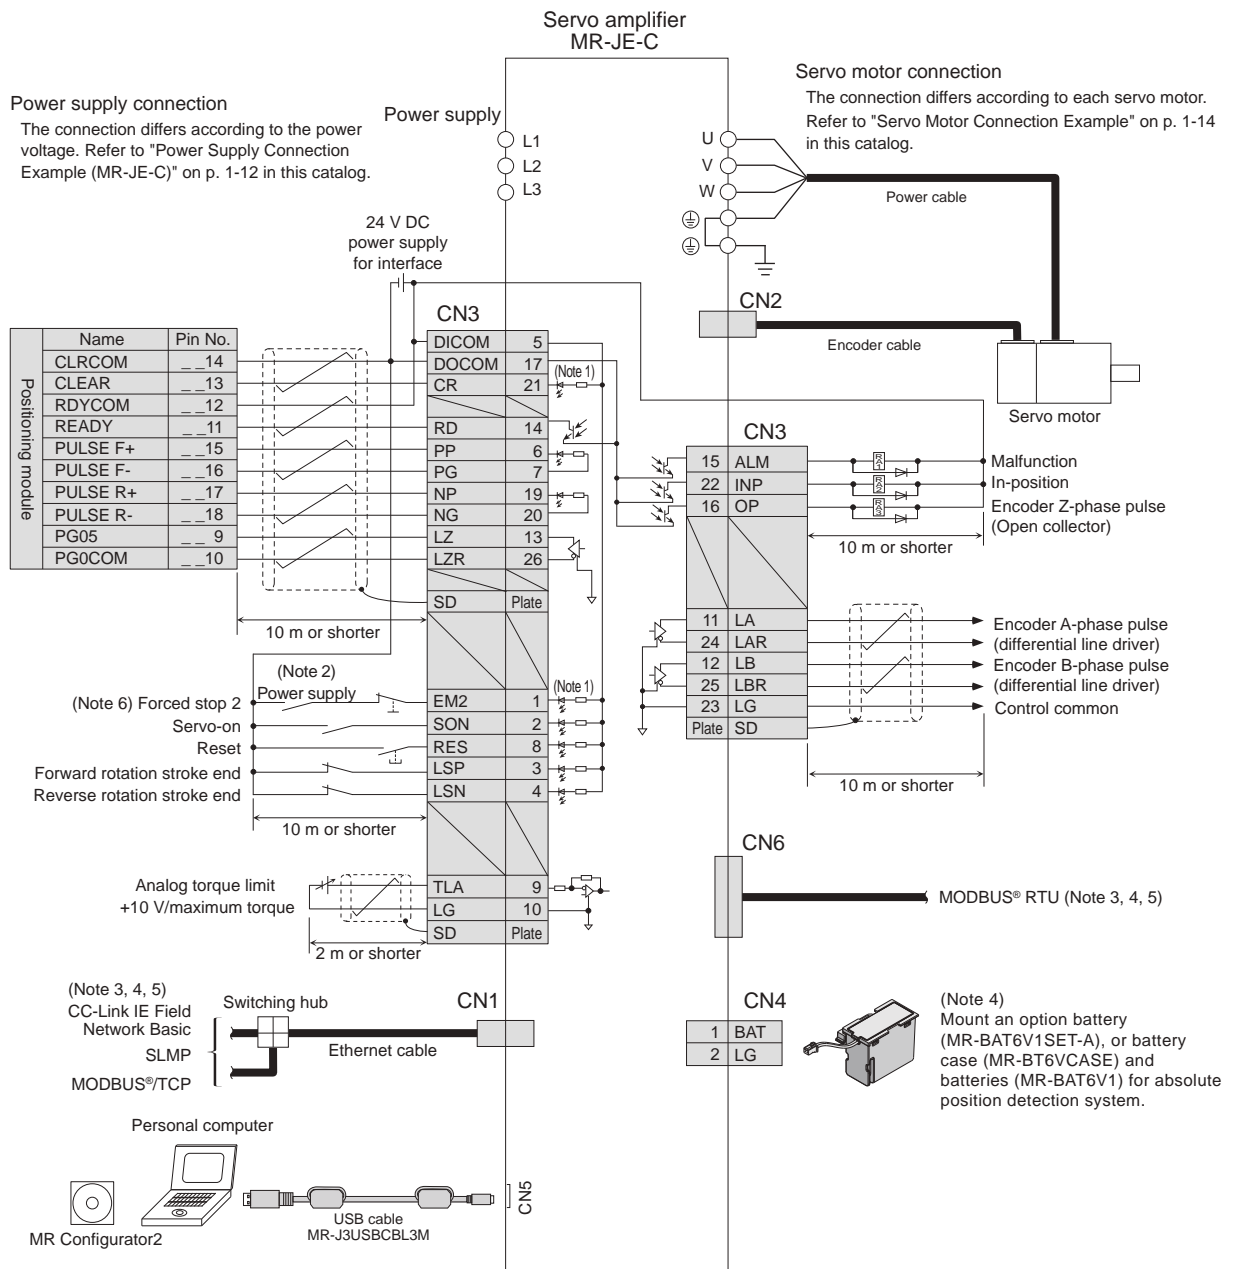 Servo amplifier
MR-JE-C
Power supply connection
The connection differs according to the power
voltage. Refer to "Power Supply Connection
Example (MR-JE-C)" on p. 1-12 in this catalog.
Power supply
L1
L2
L3
Servo motor connection
The connection differs according to each servo motor.
Refer to "Servo Motor Connection Example" on p. 1-14
in this catalog.
U
V
W
Power cable
24 V DC
power supply
for interface
CN2
Encoder cable
Servo motor
Positioning module
Name Pin No.
CLRCOM _ _14
CLEAR _ _13
RDYCOM _ _12
READY _ _11
PULSE F+ _ _15
PULSE F- _ _16
PULSE R+ _ _17
PULSE R- _ _18
PG05 _ _ 9
PG0COM _ _10
10 m or shorter
CN3
DICOM 5
DOCOM 17
CR 21
RD 14
PP 6
PG 7
NP 19
NG 20
LZ 13
LZR 26
SD Plate
(Note 1)
(Note 2)
Power supply
(Note 6) Forced stop 2
Servo-on
Reset
Forward rotation stroke end
Reverse rotation stroke end
10 m or shorter
EM2 1
SON 2
RES 8
LSP 3
LSN 4
(Note 1)
Analog torque limit
+10 V/maximum torque
2 m or shorter
TLA 9
LG 10
SD Plate
CN3
15 ALM
22 INP
16 OP
RA1
RA2
RA3
Malfunction
In-position
Encoder Z-phase pulse
(Open collector)
10 m or shorter
11 LA
24 LAR
12 LB
25 LBR
23 LG
Plate SD
Encoder A-phase pulse
(differential line driver)
Encoder B-phase pulse
(differential line driver)
Control common
10 m or shorter
CN6
MODBUS® RTU (Note 3, 4, 5)
(Note 3, 4, 5)
CC-Link IE Field
Network Basic
SLMP
MODBUS®/TCP
Switching hub
Ethernet cable
CN1
CN4
1 BAT
2 LG
(Note 4)
Mount an option battery
(MR-BAT6V1SET-A), or battery
case (MR-BT6VCASE) and
batteries (MR-BAT6V1) for absolute
position detection system.
Personal computer
MR Configurator2
USB cable
MR-J3USBCBL3M
CN5